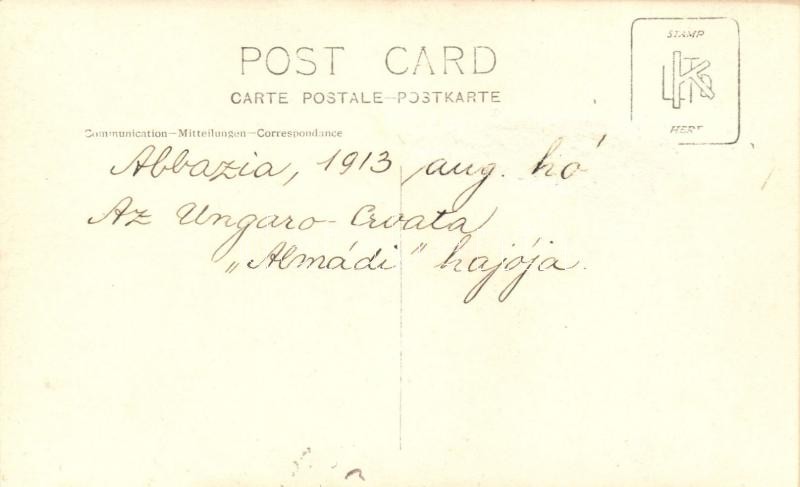 POST CARD
CARTE POSTALE–POSTKARTE
STAMP
HERE
Communication–Mitteilungen–Correspondance
Abbazia, 1913 aug. hó
Az Ungaro-Croata
„Almádi" hajója.